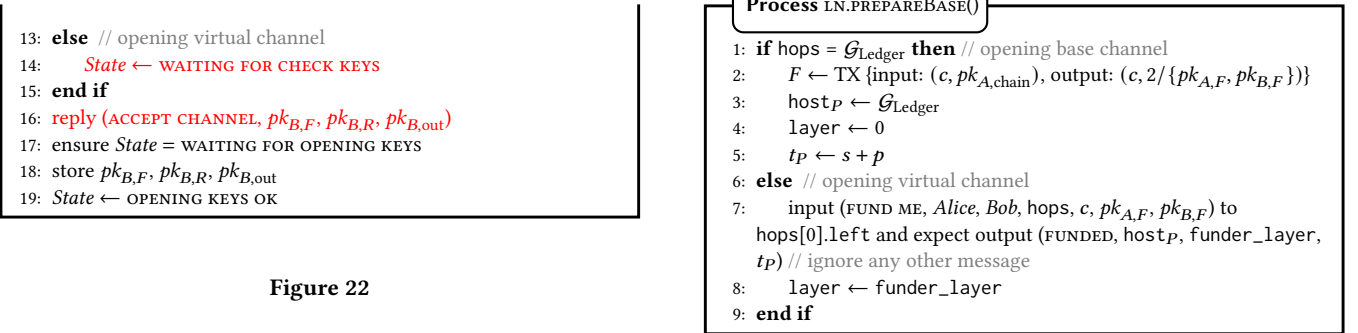 13: else // opening virtual channel
14: State ← WAITING FOR CHECK KEYS
15: end if
16: reply (ACCEPT CHANNEL, pk_{B,F}, pk_{B,R}, pk_{B,out})
17: ensure State = WAITING FOR OPENING KEYS
18: store pk_{B,F}, pk_{B,R}, pk_{B,out}
19: State ← OPENING KEYS OK
Figure 22
Process LN.PREPAREBASE()
1: if hops = 𝒢_{Ledger} then // opening base channel
2: F ← TX {input: (c, pk_{A,chain}), output: (c, 2/{pk_{A,F}, pk_{B,F}})}
3: host_P ← 𝒢_{Ledger}
4: layer ← 0
5: t_P ← s + p
6: else // opening virtual channel
7: input (FUND ME, Alice, Bob, hops, c, pk_{A,F}, pk_{B,F}) to
hops[0].left and expect output (FUNDED, host_P, funder_layer,
t_P) // ignore any other message
8: layer ← funder_layer
9: end if